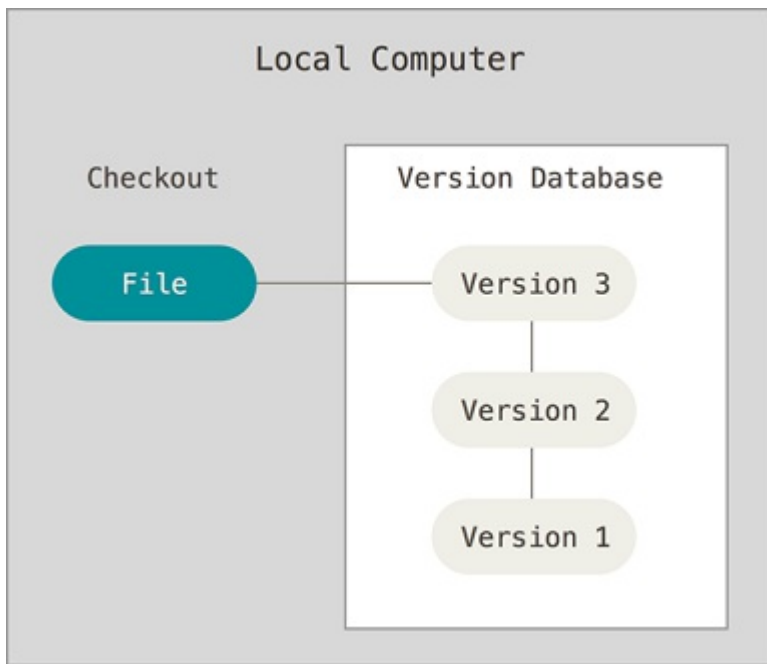 Local Computer
Checkout
Version Database
File
Version 3
Version 2
Version 1